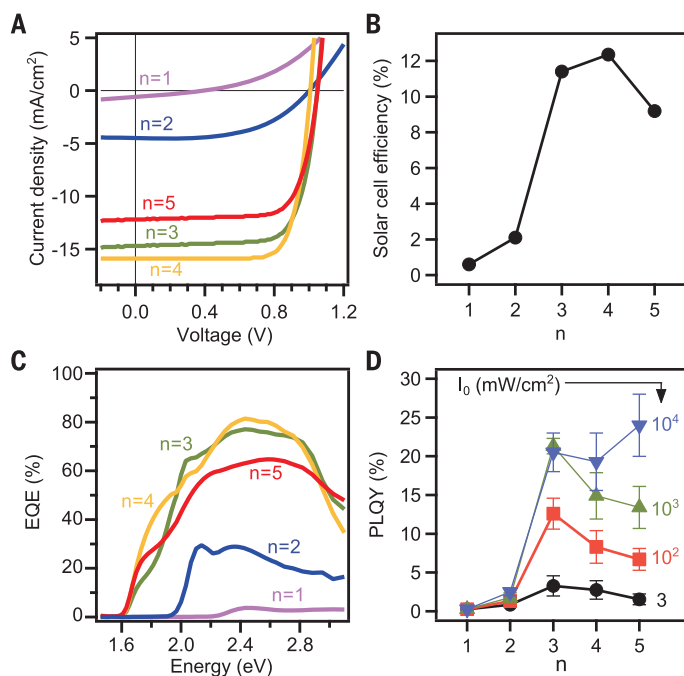 A
Current density (mA/cm²)
5
0
-5
-10
-15
n=1
n=2
n=5
n=3
n=4
0.0
0.4
0.8
1.2
Voltage (V)
B
Solar cell efficiency (%)
12
10
8
6
4
2
0
1
2
3
4
5
n
C
EQE (%)
100
80
60
40
20
0
n=3
n=4
n=5
n=2
n=1
1.6
2.0
2.4
2.8
Energy (eV)
D
PLQY (%)
30
25
20
15
10
5
0
I₀ (mW/cm²)
10⁴
10³
10²
3
1
2
3
4
5
n